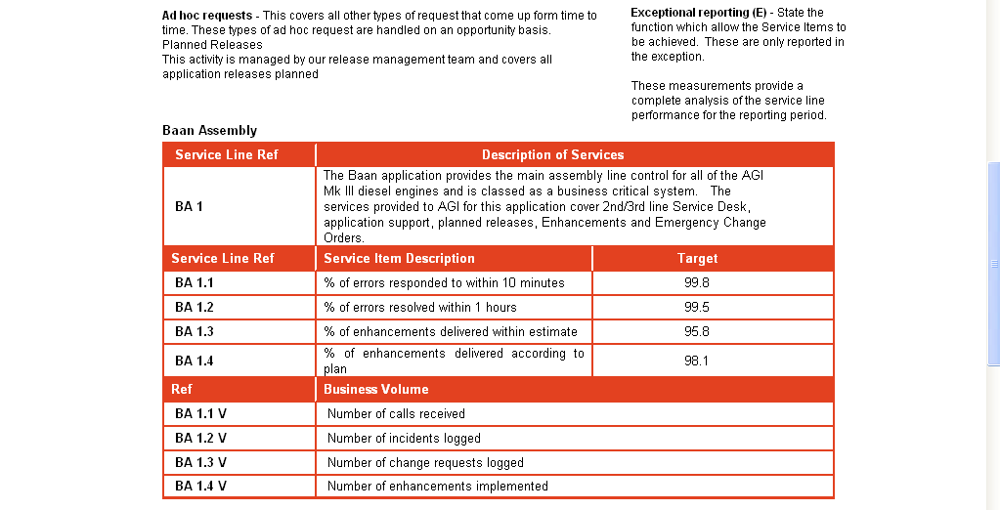 Ad hoc requests - This covers all other types of request that come up form time to
time. These types of ad hoc request are handled on an opportunity basis.
Planned Releases
This activity is managed by our release management team and covers all
application releases planned
Exceptional reporting (E) - State the
function which allow the Service Items to
be achieved. These are only reported in
the exception.
These measurements provide a
complete analysis of the service line
performance for the reporting period.
Baan Assembly
Service Line Ref Description of Services
BA 1
The Baan application provides the main assembly line control for all of the AGI
Mk III diesel engines and is classed as a business critical system. The
services provided to AGI for this application cover 2nd/3rd line Service Desk,
application support, planned releases, Enhancements and Emergency Change
Orders.
Service Line Ref Service Item Description Target
BA 1.1 % of errors responded to within 10 minutes 99.8
BA 1.2 % of errors resolved within 1 hours 99.5
BA 1.3 % of enhancements delivered within estimate 95.8
BA 1.4 % of enhancements delivered according to
plan 98.1
Ref Business Volume
BA 1.1 V Number of calls received
BA 1.2 V Number of incidents logged
BA 1.3 V Number of change requests logged
BA 1.4 V Number of enhancements implemented